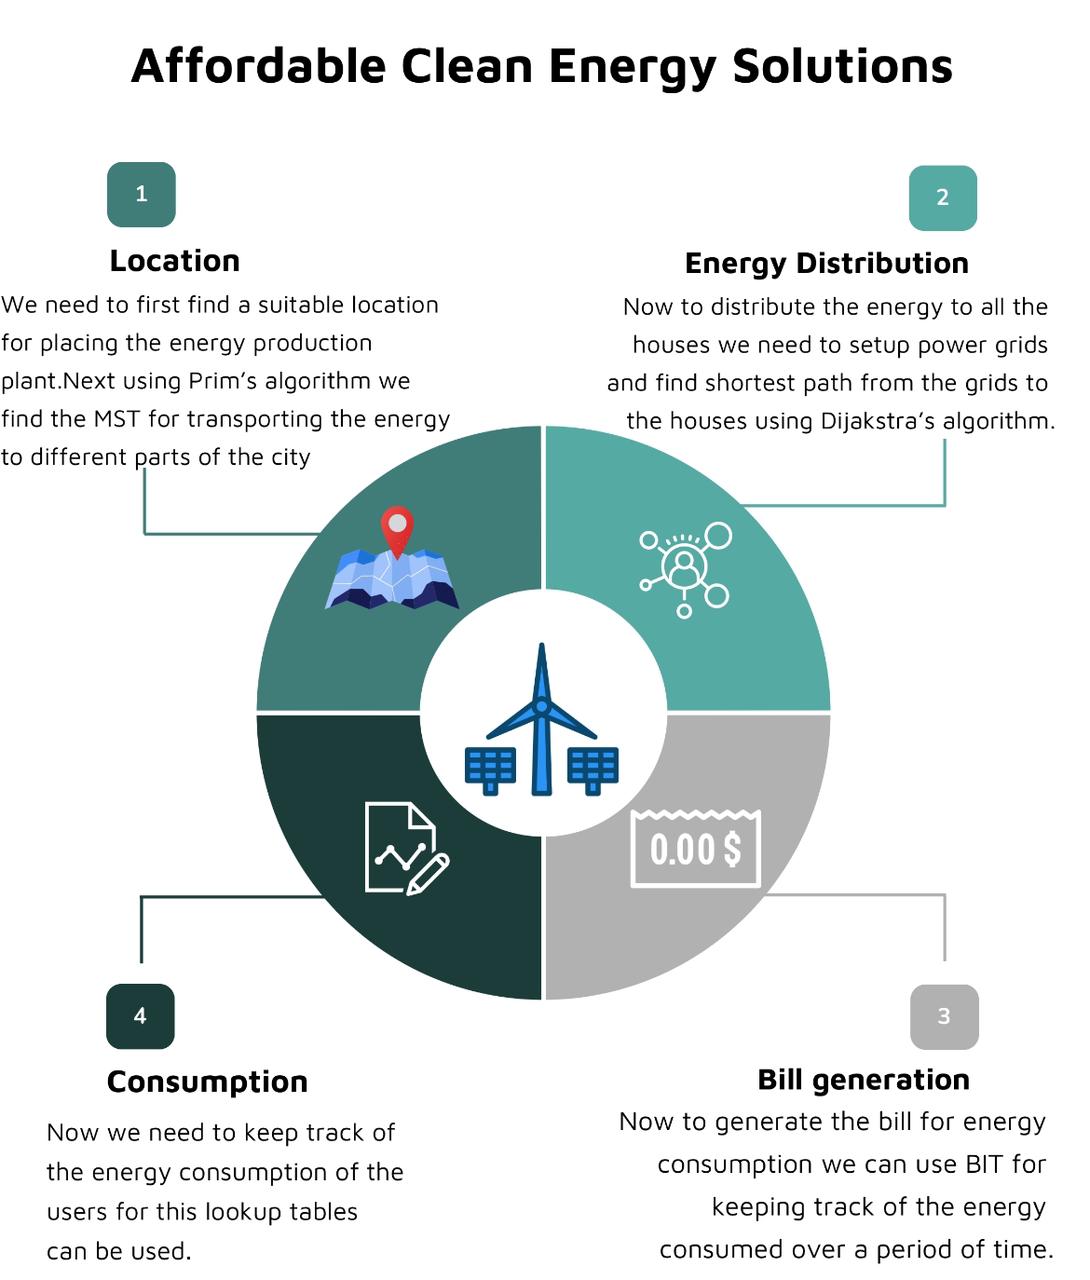 Affordable Clean Energy Solutions
1
Location
We need to first find a suitable location
for placing the energy production
plant.Next using Prim’s algorithm we
find the MST for transporting the energy
to different parts of the city
2
Energy Distribution
Now to distribute the energy to all the
houses we need to setup power grids
and find shortest path from the grids to
the houses using Dijakstra’s algorithm.
0.00 $
4
Consumption
Now we need to keep track of
the energy consumption of the
users for this lookup tables
can be used.
3
Bill generation
Now to generate the bill for energy
consumption we can use BIT for
keeping track of the energy
consumed over a period of time.